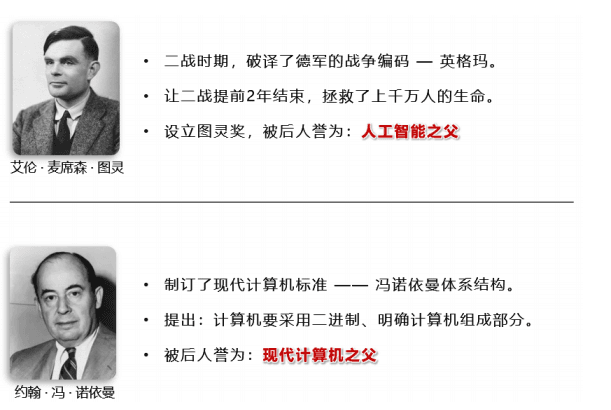 • 二战时期，破译了德军的战争编码 — 英格玛。
• 让二战提前2年结束，拯救了上千万人的生命。
• 设立图灵奖，被后人誉为：人工智能之父
艾伦 · 麦席森 · 图灵
• 制订了现代计算机标准 —— 冯诺依曼体系结构。
• 提出：计算机要采用二进制、明确计算机组成部分。
• 被后人誉为：现代计算机之父
约翰 · 冯 · 诺依曼